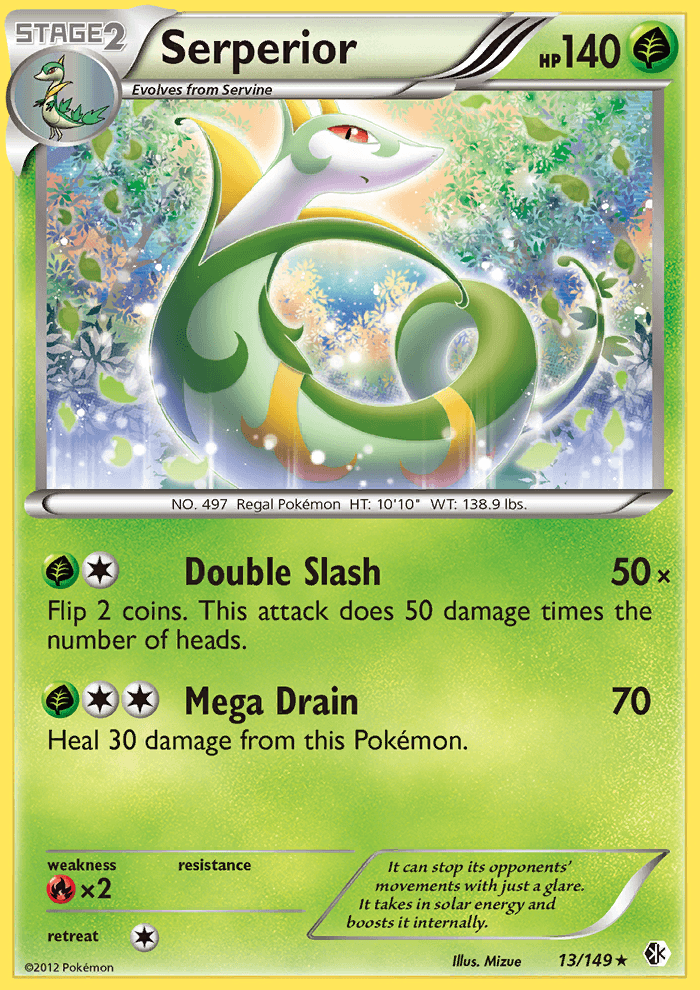 STAGE2
Serperior
HP140
Evolves from Servine
NO. 497 Regal Pokémon HT: 10'10" WT: 138.9 lbs.
Double Slash 50×
Flip 2 coins. This attack does 50 damage times the
number of heads.
Mega Drain 70
Heal 30 damage from this Pokémon.
weakness resistance
×2
retreat
It can stop its opponents'
movements with just a glare.
It takes in solar energy and
boosts it internally.
©2012 Pokémon
Illus. Mizue 13/149★